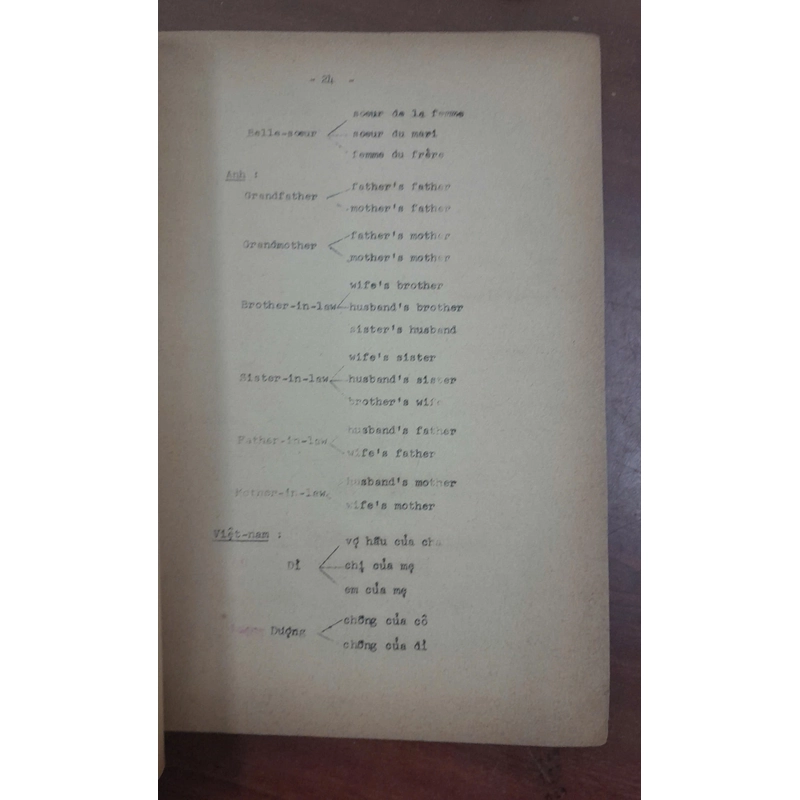 - 24 -
soeur de la femme
Belle-soeur soeur du mari
femme du frère
Anh :
father's father
Grandfather
mother's father
father's mother
Grandmother
mother's mother
wife's brother
Brother-in-law husband's brother
sister's husband
wife's sister
Sister-in-law husband's sister
brother's wife
husband's father
Father-in-law
wife's father
husband's mother
Mother-in-law
wife's mother
Việt-nam :
vợ hầu của cha
Dỉ chị của mẹ
em của mẹ
chồng của cô
Dượng
chồng của dỉ